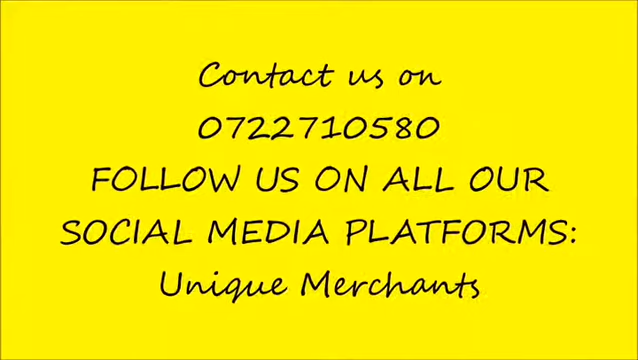 Contact us on
0722710580
FOLLOW US ON ALL OUR
SOCIAL MEDIA PLATFORMS:
Unique Merchants